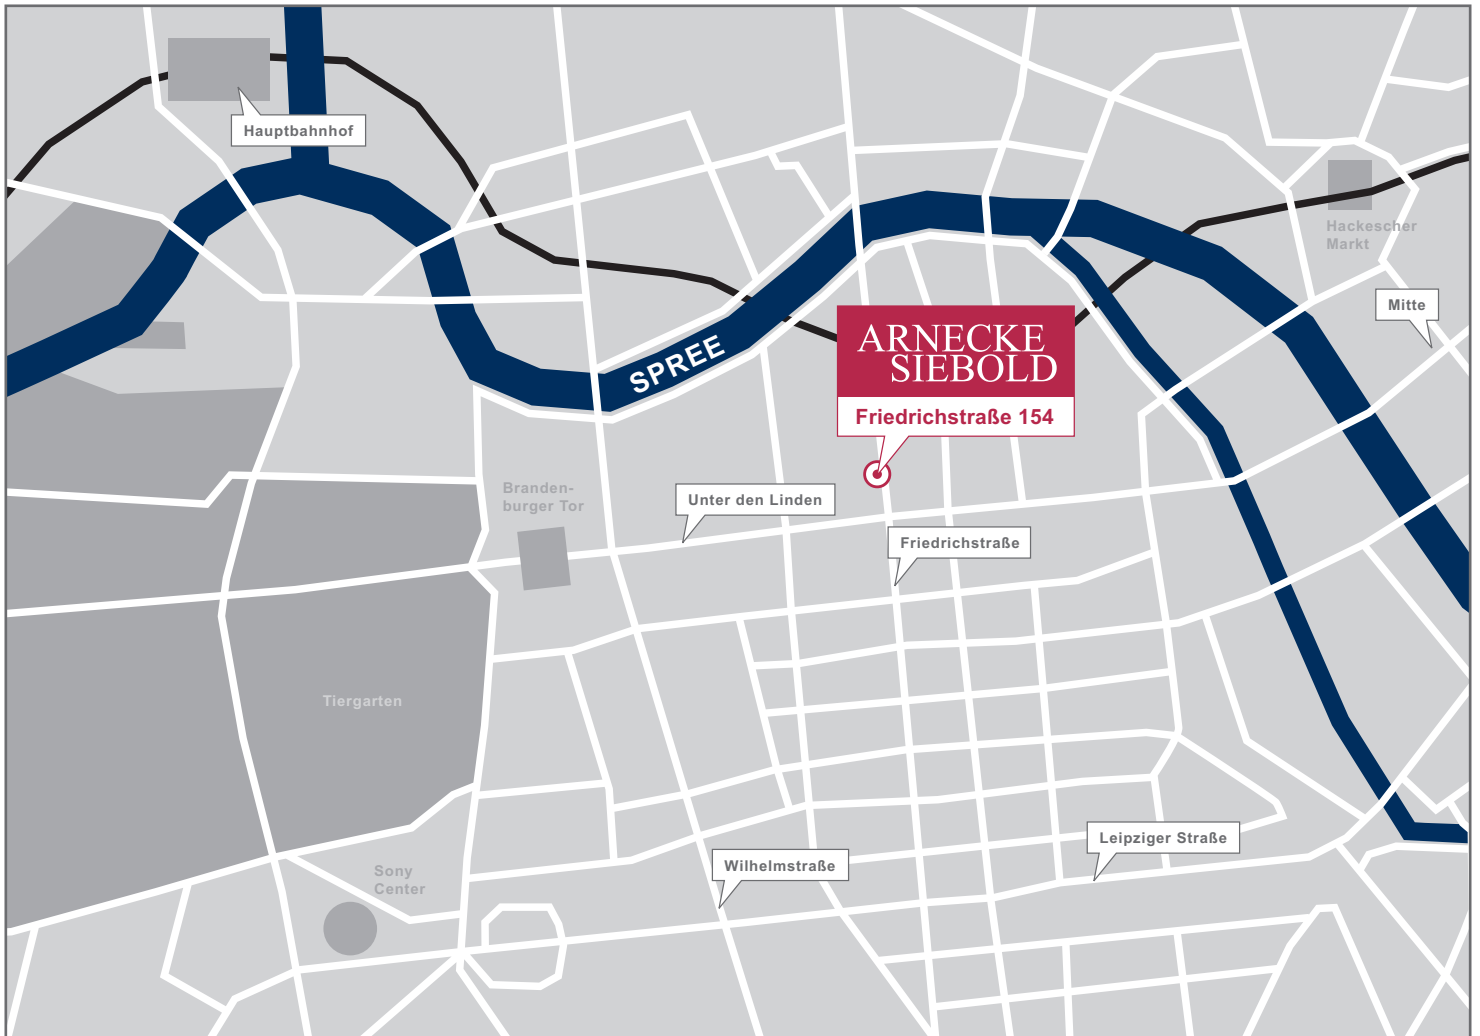 Hauptbahnhof
Hackescher
Markt
Mitte
SPREE
ARNECKE
SIEBOLD
Friedrichstraße 154
Branden-
burger Tor
Unter den Linden
Friedrichstraße
Tiergarten
Leipziger Straße
Wilhelmstraße
Sony
Center